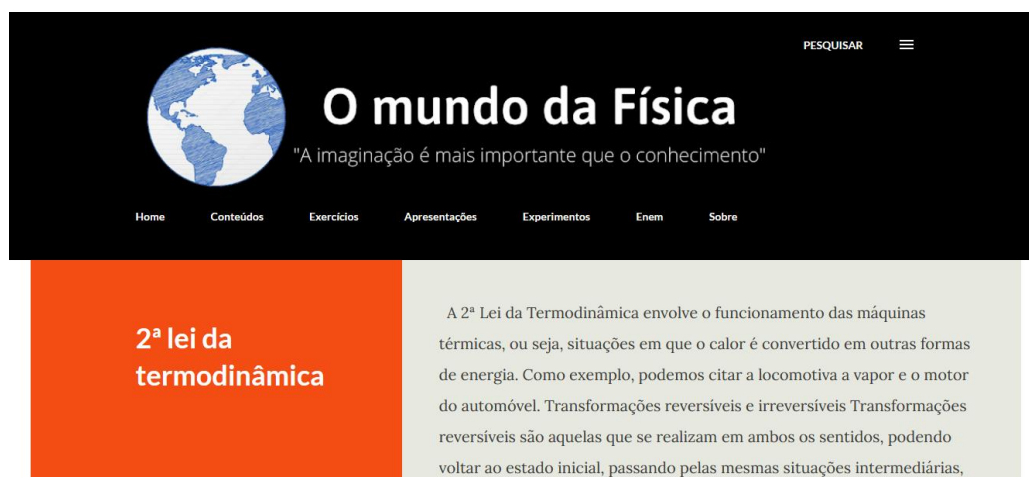 PESQUISAR
O mundo da Física
"A imaginação é mais importante que o conhecimento"
Home Conteúdos Exercícios Apresentações Experimentos Enem Sobre
2ª lei da
termodinâmica
A 2ª Lei da Termodinâmica envolve o funcionamento das máquinas
térmicas, ou seja, situações em que o calor é convertido em outras formas
de energia. Como exemplo, podemos citar a locomotiva a vapor e o motor
do automóvel. Transformações reversíveis e irreversíveis Transformações
reversíveis são aquelas que se realizam em ambos os sentidos, podendo
voltar ao estado inicial, passando pelas mesmas situações intermediárias,